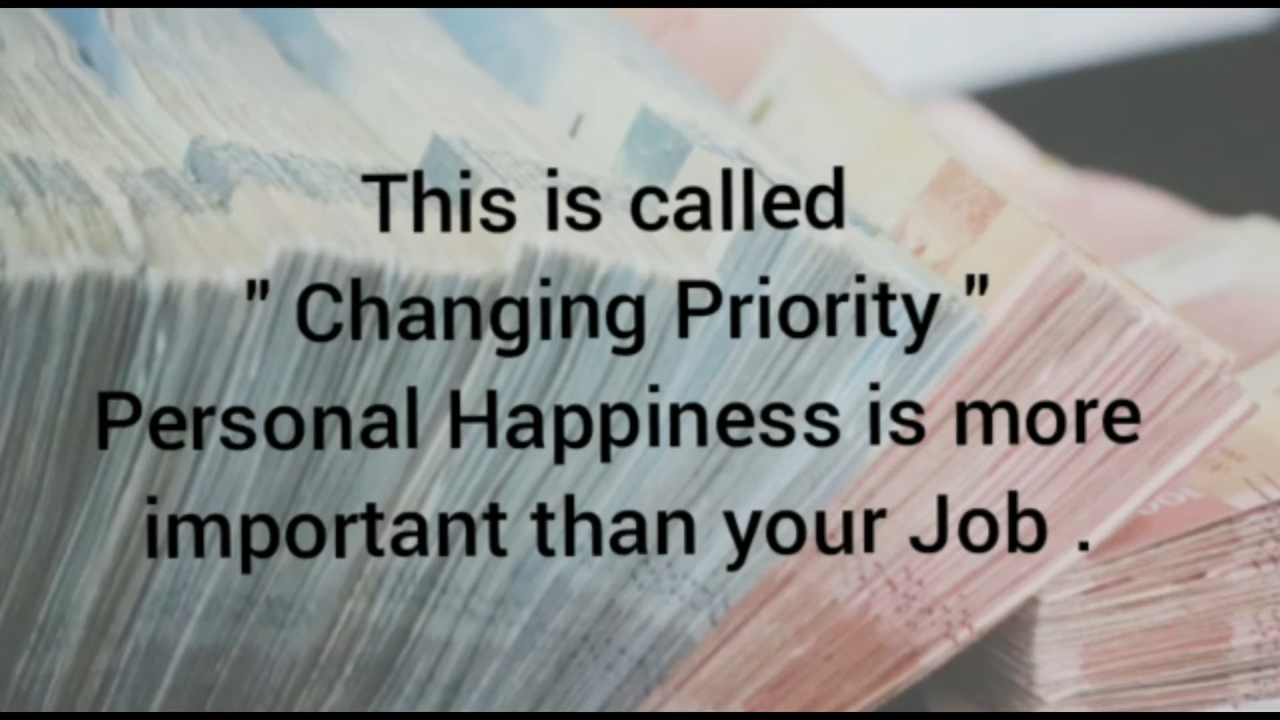 This is called
" Changing Priority "
Personal Happiness is more
important than your Job .